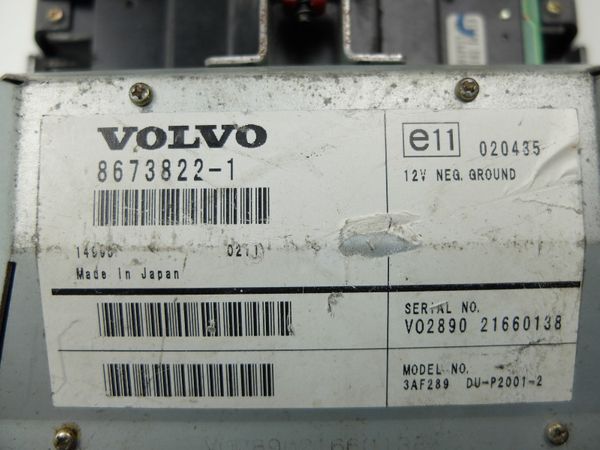 VOLVO
8673822-1
e11 020435
12V NEG. GROUND
Made In Japan
SERIAL NO.
VO2890 21660138
MODEL NO.
3AF289 DU-P2001-2